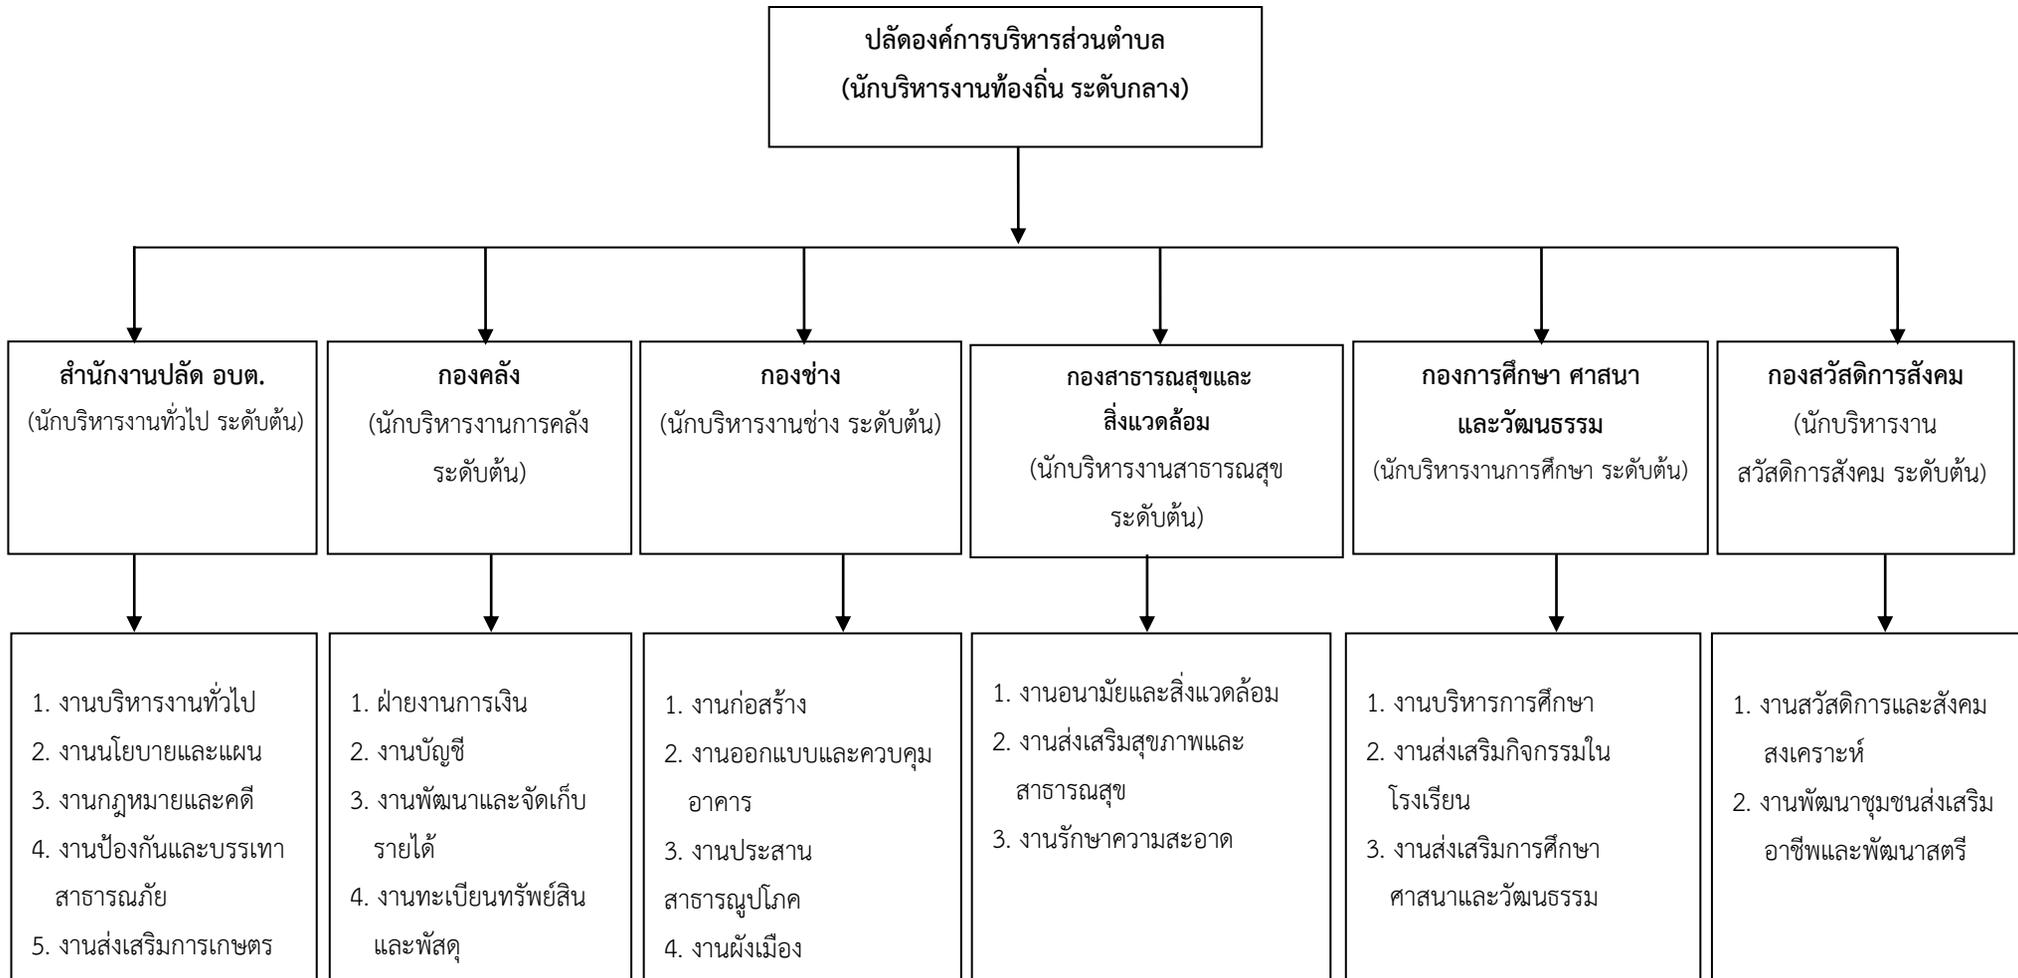 ปลัดองค์การบริหารส่วนตำบล
(นักบริหารงานท้องถิ่น ระดับกลาง)
สำนักงานปลัด อบต.
(นักบริหารงานทั่วไป ระดับต้น)
กองคลัง
(นักบริหารงานการคลัง
ระดับต้น)
กองช่าง
(นักบริหารงานช่าง ระดับต้น)
กองสาธารณสุขและ
สิ่งแวดล้อม
(นักบริหารงานสาธารณสุข
ระดับต้น)
กองการศึกษา ศาสนา
และวัฒนธรรม
(นักบริหารงานการศึกษา ระดับต้น)
กองสวัสดิการสังคม
(นักบริหารงาน
สวัสดิการสังคม ระดับต้น)
1. งานบริหารงานทั่วไป
2. งานนโยบายและแผน
3. งานกฎหมายและคดี
4. งานป้องกันและบรรเทา
สาธารณภัย
5. งานส่งเสริมการเกษตร
1. ฝ่ายงานการเงิน
2. งานบัญชี
3. งานพัฒนาและจัดเก็บ
รายได้
4. งานทะเบียนทรัพย์สิน
และพัสดุ
1. งานก่อสร้าง
2. งานออกแบบและควบคุม
อาคาร
3. งานประสาน
สาธารณูปโภค
4. งานผังเมือง
1. งานอนามัยและสิ่งแวดล้อม
2. งานส่งเสริมสุขภาพและ
สาธารณสุข
3. งานรักษาความสะอาด
1. งานบริหารการศึกษา
2. งานส่งเสริมกิจกรรมใน
โรงเรียน
3. งานส่งเสริมการศึกษา
ศาสนาและวัฒนธรรม
1. งานสวัสดิการและสังคม
สงเคราะห์
2. งานพัฒนาชุมชนส่งเสริม
อาชีพและพัฒนาสตรี